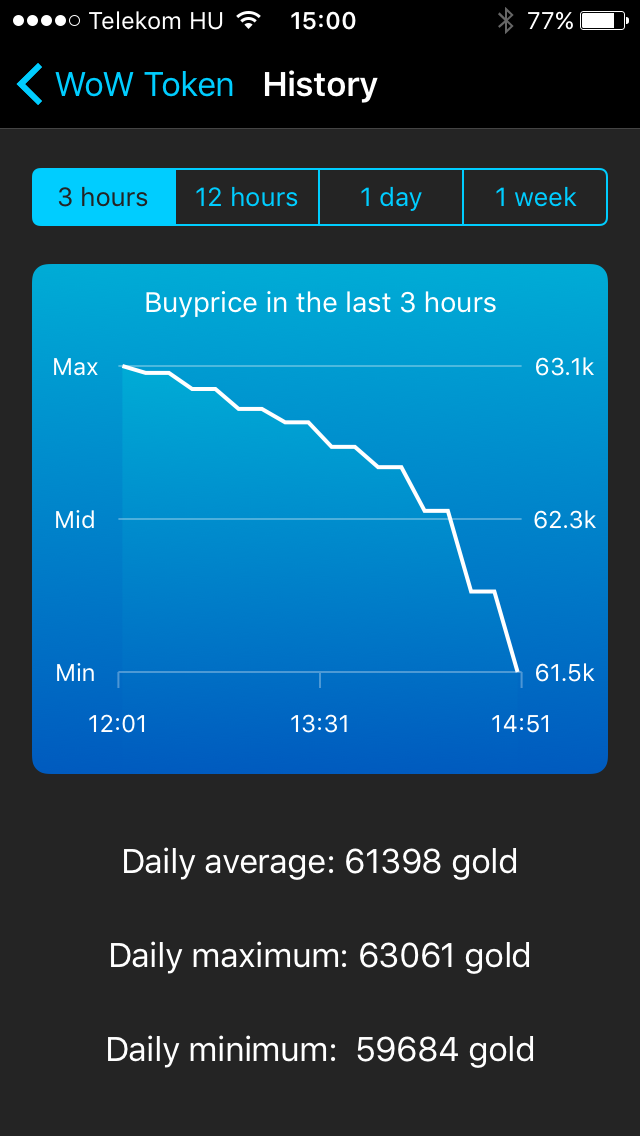 Telekom HU 15:00 77%
WoW Token History
3 hours 12 hours 1 day 1 week
Buyprice in the last 3 hours
Max 63.1k
Mid 62.3k
Min 61.5k
12:01 13:31 14:51
Daily average: 61398 gold
Daily maximum: 63061 gold
Daily minimum: 59684 gold